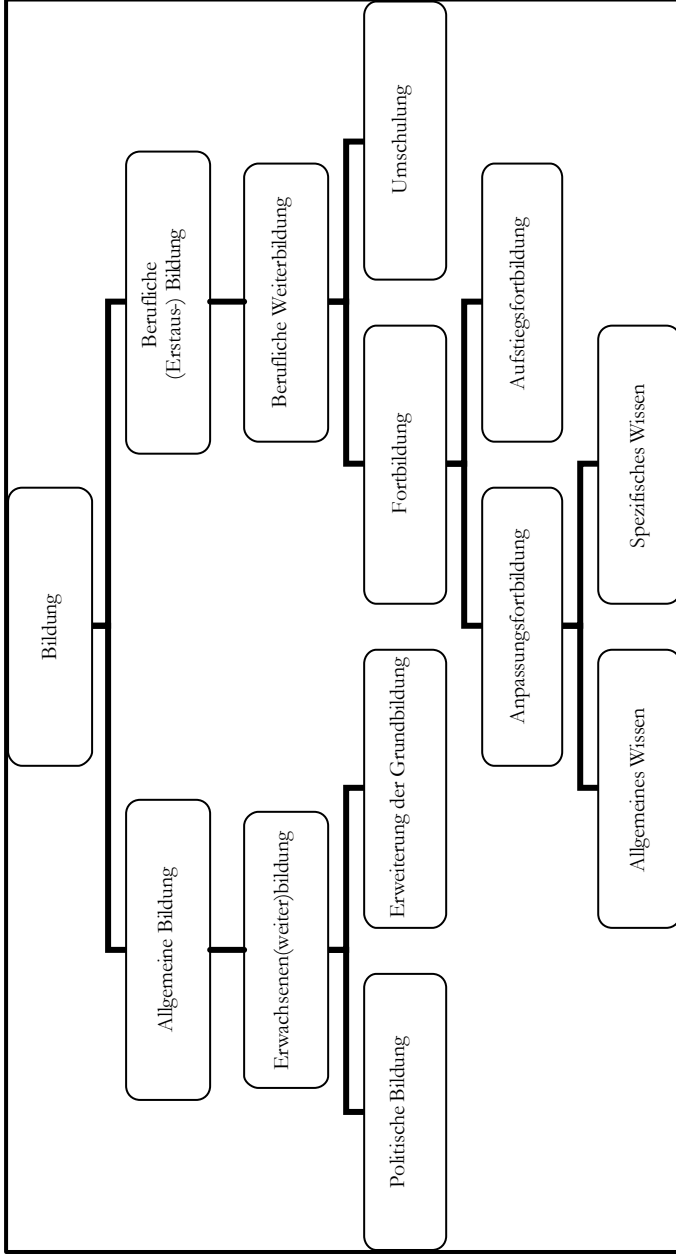 Bildung
Allgemeine Bildung
Berufliche
(Erstaus-) Bildung
Erwachsenen(weiter)bildung
Berufliche Weiterbildung
Politische Bildung
Erweiterung der Grundbildung
Fortbildung
Umschulung
Anpassungsfortbildung
Aufstiegsfortbildung
Allgemeines Wissen
Spezifisches Wissen